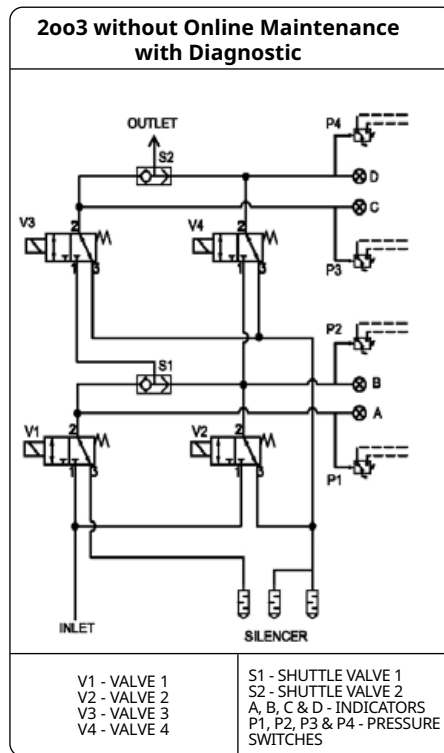 2oo3 without Online Maintenance
with Diagnostic
OUTLET
S2
P4
D
C
V3
2
1
3
V4
2
1
3
P3
P2
S1
B
A
V1
2
1
3
V2
2
1
3
P1
INLET
SILENCER
V1 - VALVE 1
V2 - VALVE 2
V3 - VALVE 3
V4 - VALVE 4
S1 - SHUTTLE VALVE 1
S2 - SHUTTLE VALVE 2
A, B, C & D - INDICATORS
P1, P2, P3 & P4 - PRESSURE
SWITCHES